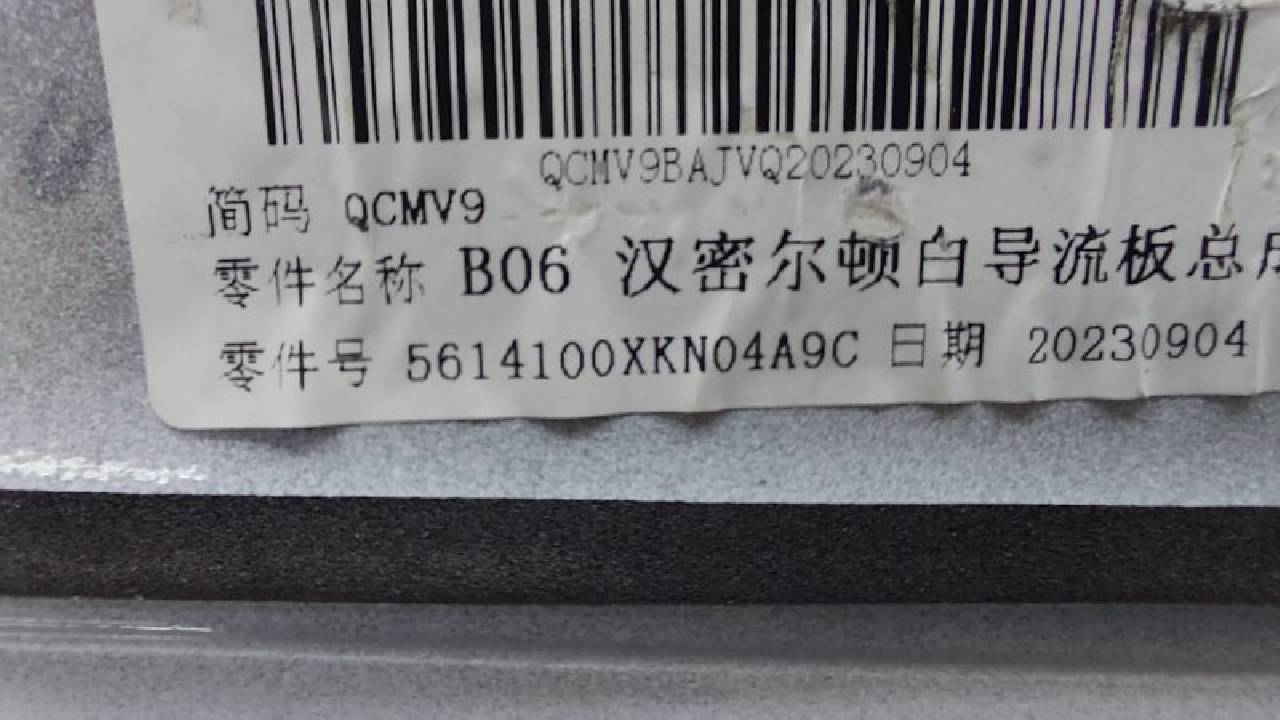 QCMV9BAJVQ20230904
简码 QCMV9
零件名称 B06 汉密尔顿白导流板总
零件号 5614100XKN04A9C 日期 20230904